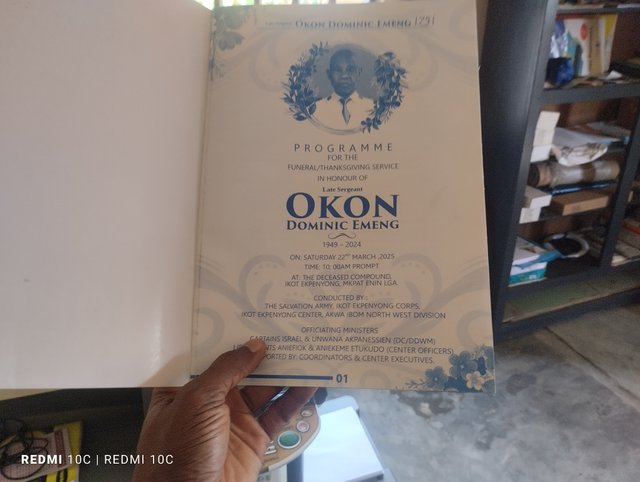 Late Sergeant OKON DOMINIC EMENG (75)
PROGRAMME
FOR THE
FUNERAL/THANKSGIVING SERVICE
IN HONOUR OF
Late Sergeant
OKON
DOMINIC EMENG
1949 – 2024
ON: SATURDAY 22ND MARCH ,2025
TIME: 10: 00AM PROMPT
AT: THE DECEASED COMPOUND,
IKOT EKPENYONG, MKPAT ENIN LGA.
CONDUCTED BY:
THE SALVATION ARMY, IKOT EKPENYONG CORPS,
IKOT EKPENYONG CENTER, AKWA IBOM NORTH WEST DIVISION
OFFICIATING MINISTERS
CAPTAINS ISRAEL & UNWANA AKPANESSIEN (DC/DDWM)
ANIEFIOK & ANIEKEME ETUKUDO (CENTER OFFICERS)
BY: COORDINATORS & CENTER EXECUTIVES.
01
REDMI 10C | REDMI 10C